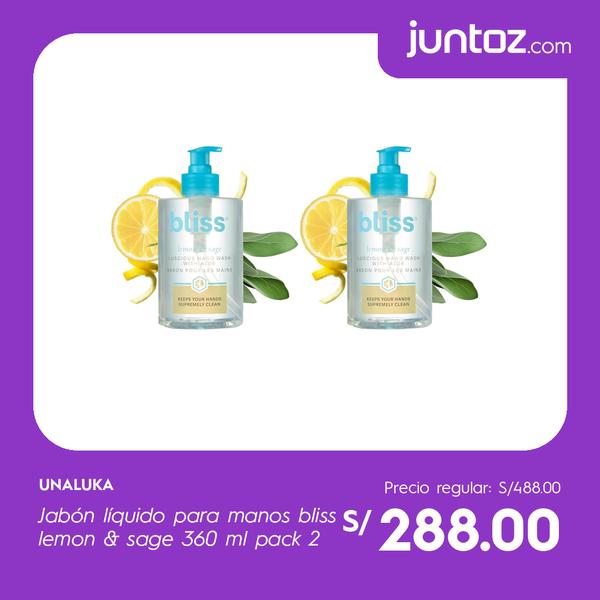 juntoz.com
bliss®
lemon & sage
LUSCIOUS HAND WASH
WITH ALOE
SAVON POUR LES MAINS
KEEPS YOUR HANDS
SUPREMELY CLEAN
bliss®
lemon & sage
LUSCIOUS HAND WASH
WITH ALOE
SAVON POUR LES MAINS
KEEPS YOUR HANDS
SUPREMELY CLEAN
UNALUKA
Jabón líquido para manos bliss
lemon & sage 360 ml pack 2
Precio regular: S/488.00
S/ 288.00